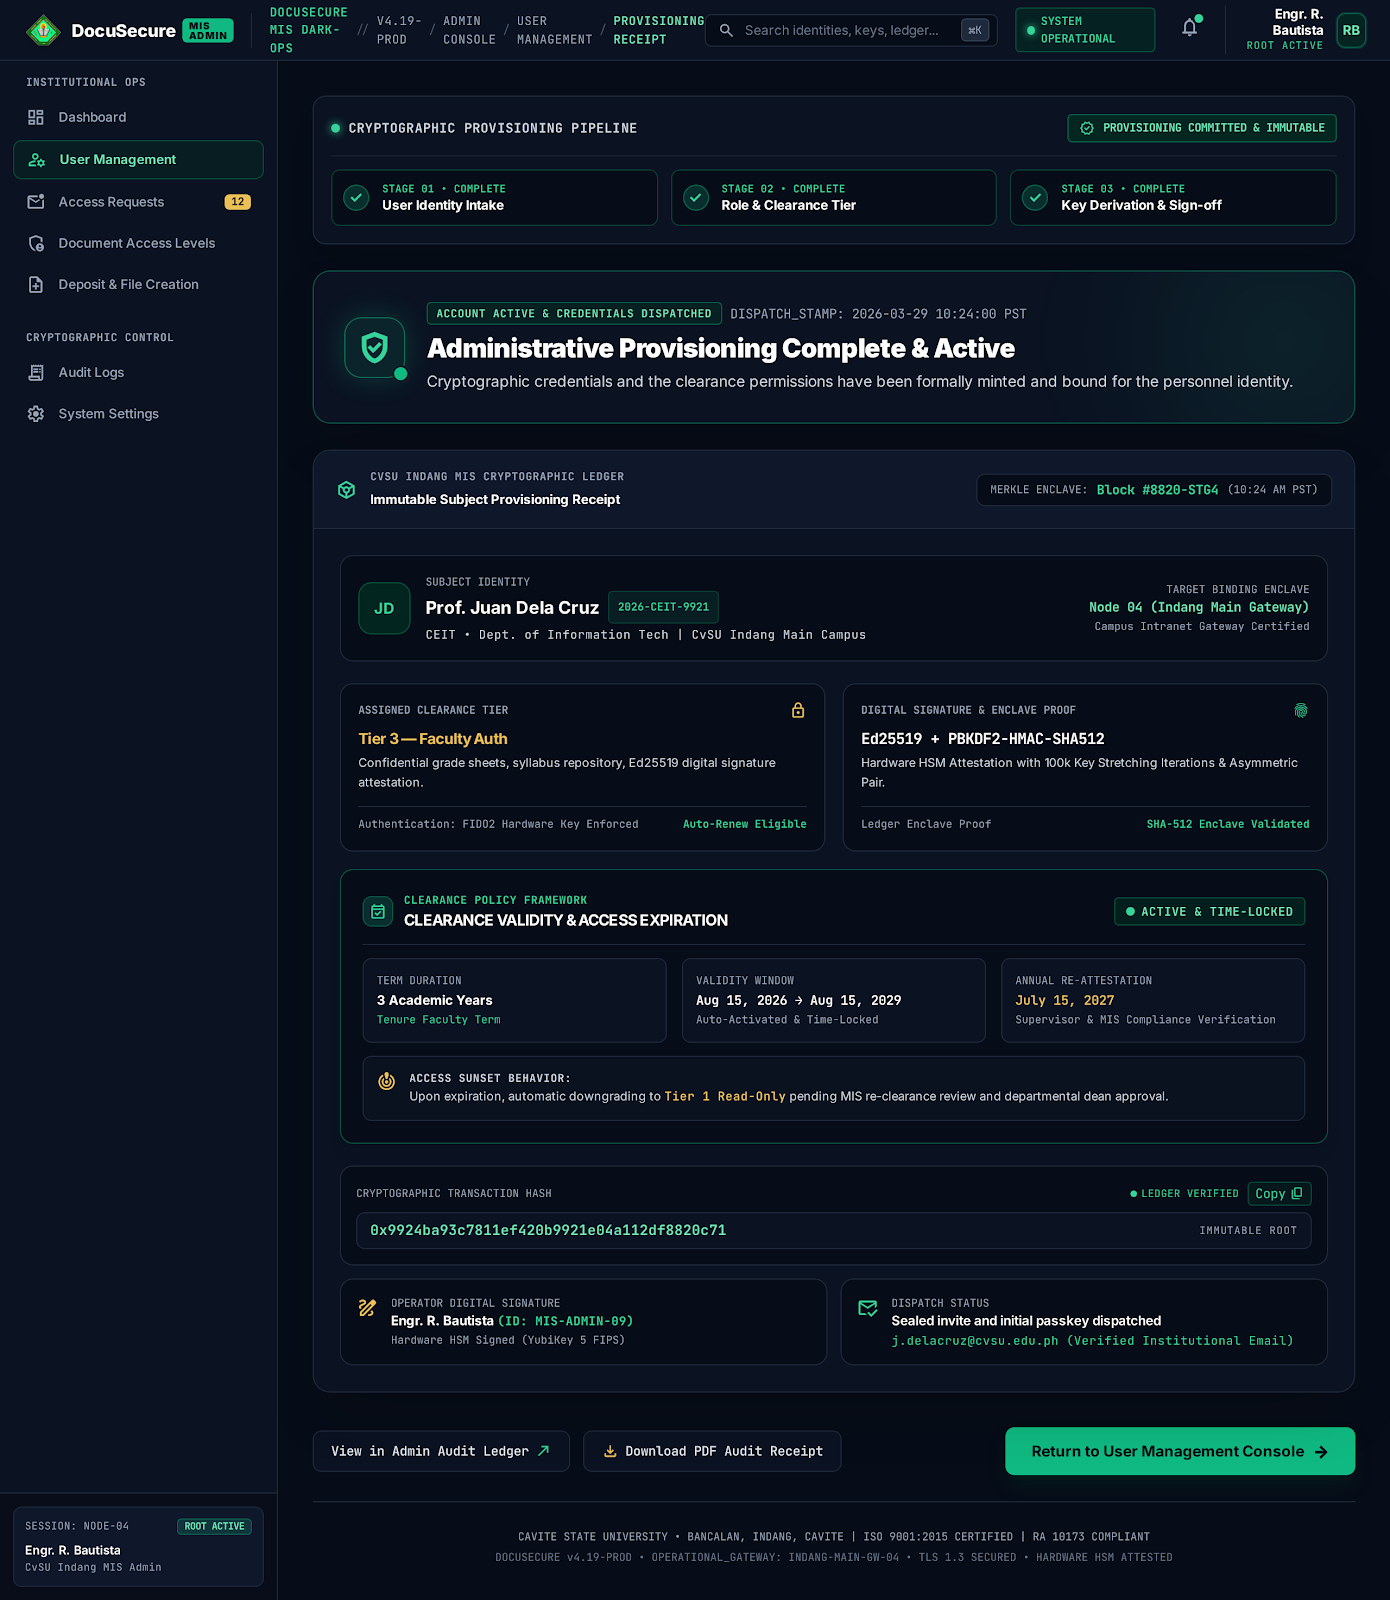 DocuSecure
MIS ADMIN
DOCUSECURE MIS DARK-OPS // V4.19-PROD / ADMIN CONSOLE / USER MANAGEMENT / PROVISIONING RECEIPT
Search identities, keys, ledger... ⌘K
SYSTEM OPERATIONAL
Engr. R. Bautista
ROOT ACTIVE
RB
INSTITUTIONAL OPS
Dashboard
User Management
Access Requests 12
Document Access Levels
Deposit & File Creation
CRYPTOGRAPHIC CONTROL
Audit Logs
System Settings
SESSION: NODE-04 ROOT ACTIVE
Engr. R. Bautista
CvSU Indang MIS Admin
CRYPTOGRAPHIC PROVISIONING PIPELINE
PROVISIONING COMMITTED & IMMUTABLE
STAGE 01 • COMPLETE
User Identity Intake
STAGE 02 • COMPLETE
Role & Clearance Tier
STAGE 03 • COMPLETE
Key Derivation & Sign-off
ACCOUNT ACTIVE & CREDENTIALS DISPATCHED DISPATCH_STAMP: 2026-03-29 10:24:00 PST
Administrative Provisioning Complete & Active
Cryptographic credentials and the clearance permissions have been formally minted and bound for the personnel identity.
CVSU INDANG MIS CRYPTOGRAPHIC LEDGER
Immutable Subject Provisioning Receipt
MERKLE ENCLAVE: Block #8820-STG4 (10:24 AM PST)
JD
SUBJECT IDENTITY
Prof. Juan Dela Cruz 2026-CEIT-9921
CEIT • Dept. of Information Tech | CvSU Indang Main Campus
TARGET BINDING ENCLAVE
Node 04 (Indang Main Gateway)
Campus Intranet Gateway Certified
ASSIGNED CLEARANCE TIER
Tier 3 — Faculty Auth
Confidential grade sheets, syllabus repository, Ed25519 digital signature
attestation.
Authentication: FIDO2 Hardware Key Enforced Auto-Renew Eligible
DIGITAL SIGNATURE & ENCLAVE PROOF
Ed25519 + PBKDF2-HMAC-SHA512
Hardware HSM Attestation with 100k Key Stretching Iterations & Asymmetric
Pair.
Ledger Enclave Proof SHA-512 Enclave Validated
CLEARANCE POLICY FRAMEWORK
CLEARANCE VALIDITY & ACCESS EXPIRATION
ACTIVE & TIME-LOCKED
TERM DURATION
3 Academic Years
Tenure Faculty Term
VALIDITY WINDOW
Aug 15, 2026 → Aug 15, 2029
Auto-Activated & Time-Locked
ANNUAL RE-ATTESTATION
July 15, 2027
Supervisor & MIS Compliance Verification
ACCESS SUNSET BEHAVIOR:
Upon expiration, automatic downgrading to Tier 1 Read-Only pending MIS re-clearance review and departmental dean approval.
CRYPTOGRAPHIC TRANSACTION HASH
LEDGER VERIFIED Copy
0x9924ba93c7811ef420b9921e04a112df8820c71
IMMUTABLE ROOT
OPERATOR DIGITAL SIGNATURE
Engr. R. Bautista (ID: MIS-ADMIN-09)
Hardware HSM Signed (YubiKey 5 FIPS)
DISPATCH STATUS
Sealed invite and initial passkey dispatched
j.delacruz@cvsu.edu.ph (Verified Institutional Email)
View in Admin Audit Ledger
Download PDF Audit Receipt
Return to User Management Console →
CAVITE STATE UNIVERSITY • BANCALAN, INDANG, CAVITE | ISO 9001:2015 CERTIFIED | RA 10173 COMPLIANT
DOCUSECURE v4.19-PROD • OPERATIONAL_GATEWAY: INDANG-MAIN-GW-04 • TLS 1.3 SECURED • HARDWARE HSM ATTESTED